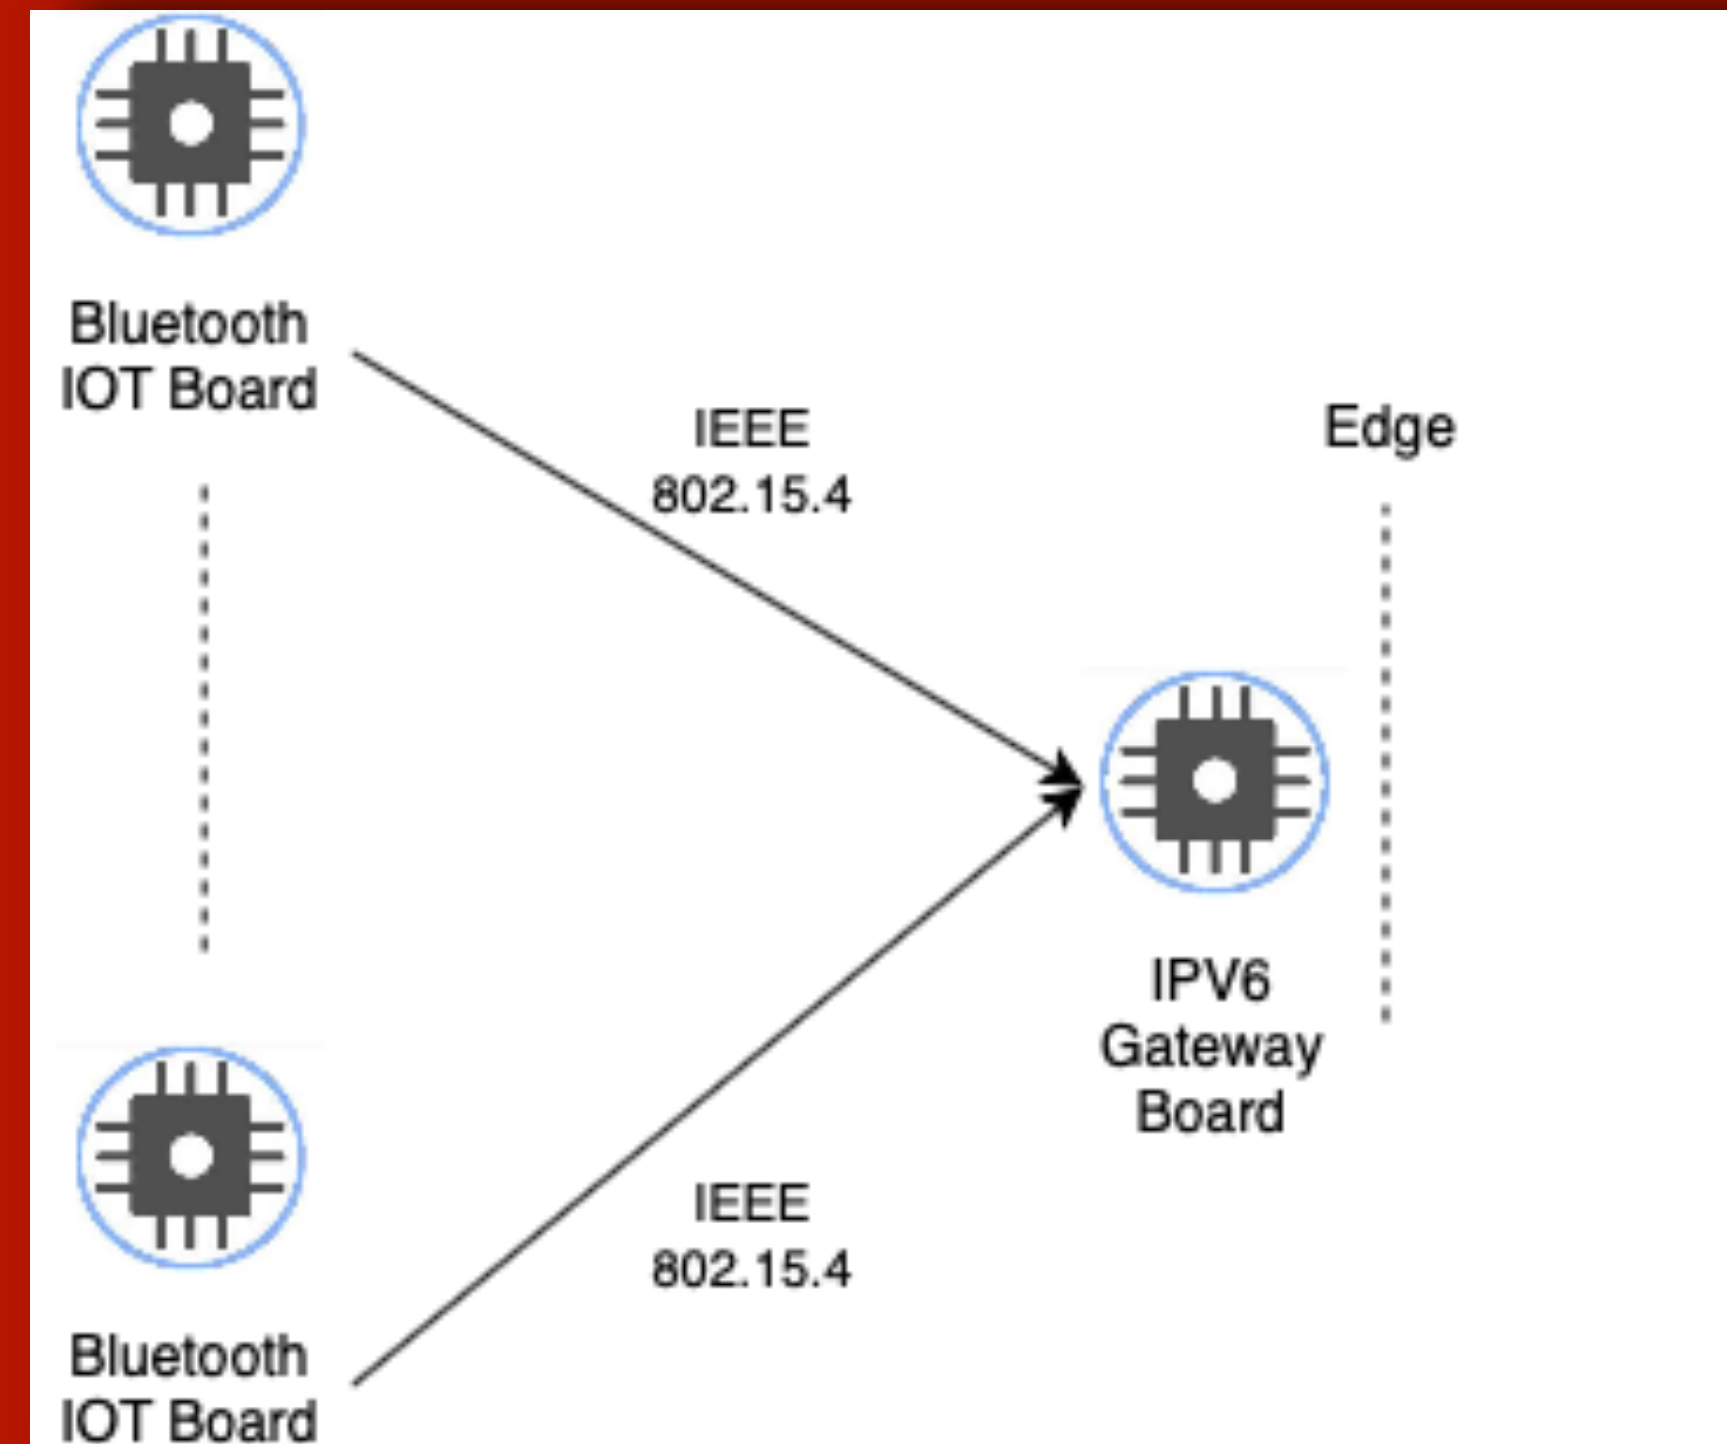 Bluetooth
IOT Board
IEEE
802.15.4
Edge
IPV6
Gateway
Board
IEEE
802.15.4
Bluetooth
IOT Board